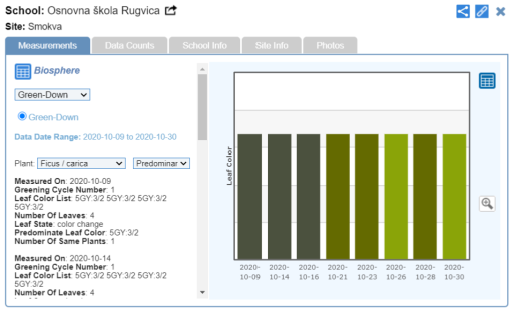 School: Osnovna škola Rugvica
Site: Smokva
Measurements Data Counts School Info Site Info Photos
Biosphere
Green-Down
Green-Down
Data Date Range: 2020-10-09 to 2020-10-30
Plant: Ficus / carica Predominar
Measured On: 2020-10-09
Greening Cycle Number: 1
Leaf Color List: 5GY:3/2 5GY:3/2 5GY:3/2
5GY:3/2
Number Of Leaves: 4
Leaf State: color change
Predominate Leaf Color: 5GY:3/2
Number Of Same Plants: 1
Measured On: 2020-10-14
Greening Cycle Number: 1
Leaf Color List: 5GY:3/2 5GY:3/2 5GY:3/2
5GY:3/2
Number Of Leaves: 4
Leaf Color
2020-10-09 2020-10-14 2020-10-16 2020-10-21 2020-10-23 2020-10-26 2020-10-28 2020-10-30